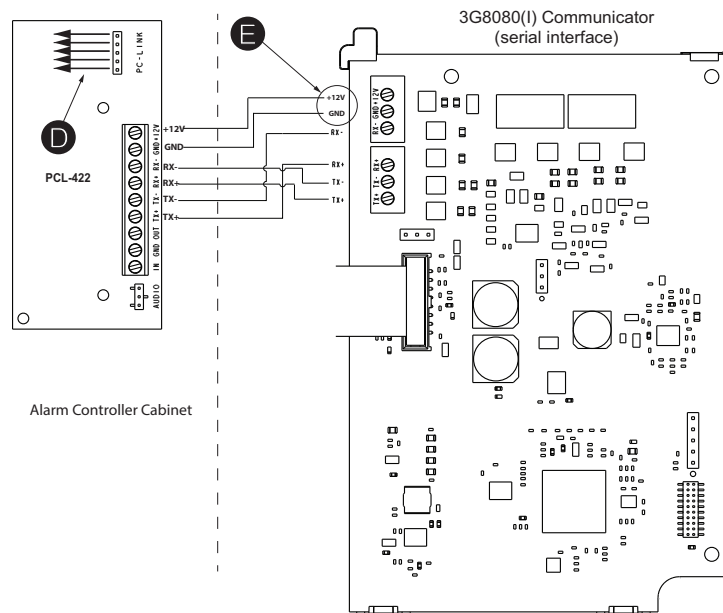 3G8080(I) Communicator
(serial interface)
PC-LINK
D
E
PCL-422
+12V
GND
RX-
RX+
TX-
TX+
OUT
GND
IN
AUDIO
+12V
GND
RX-
RX+
TX-
TX+
+12V
GND
RX-
RX+
TX-
TX+
RX- GND +12V
TX+ TX- RX+
Alarm Controller Cabinet